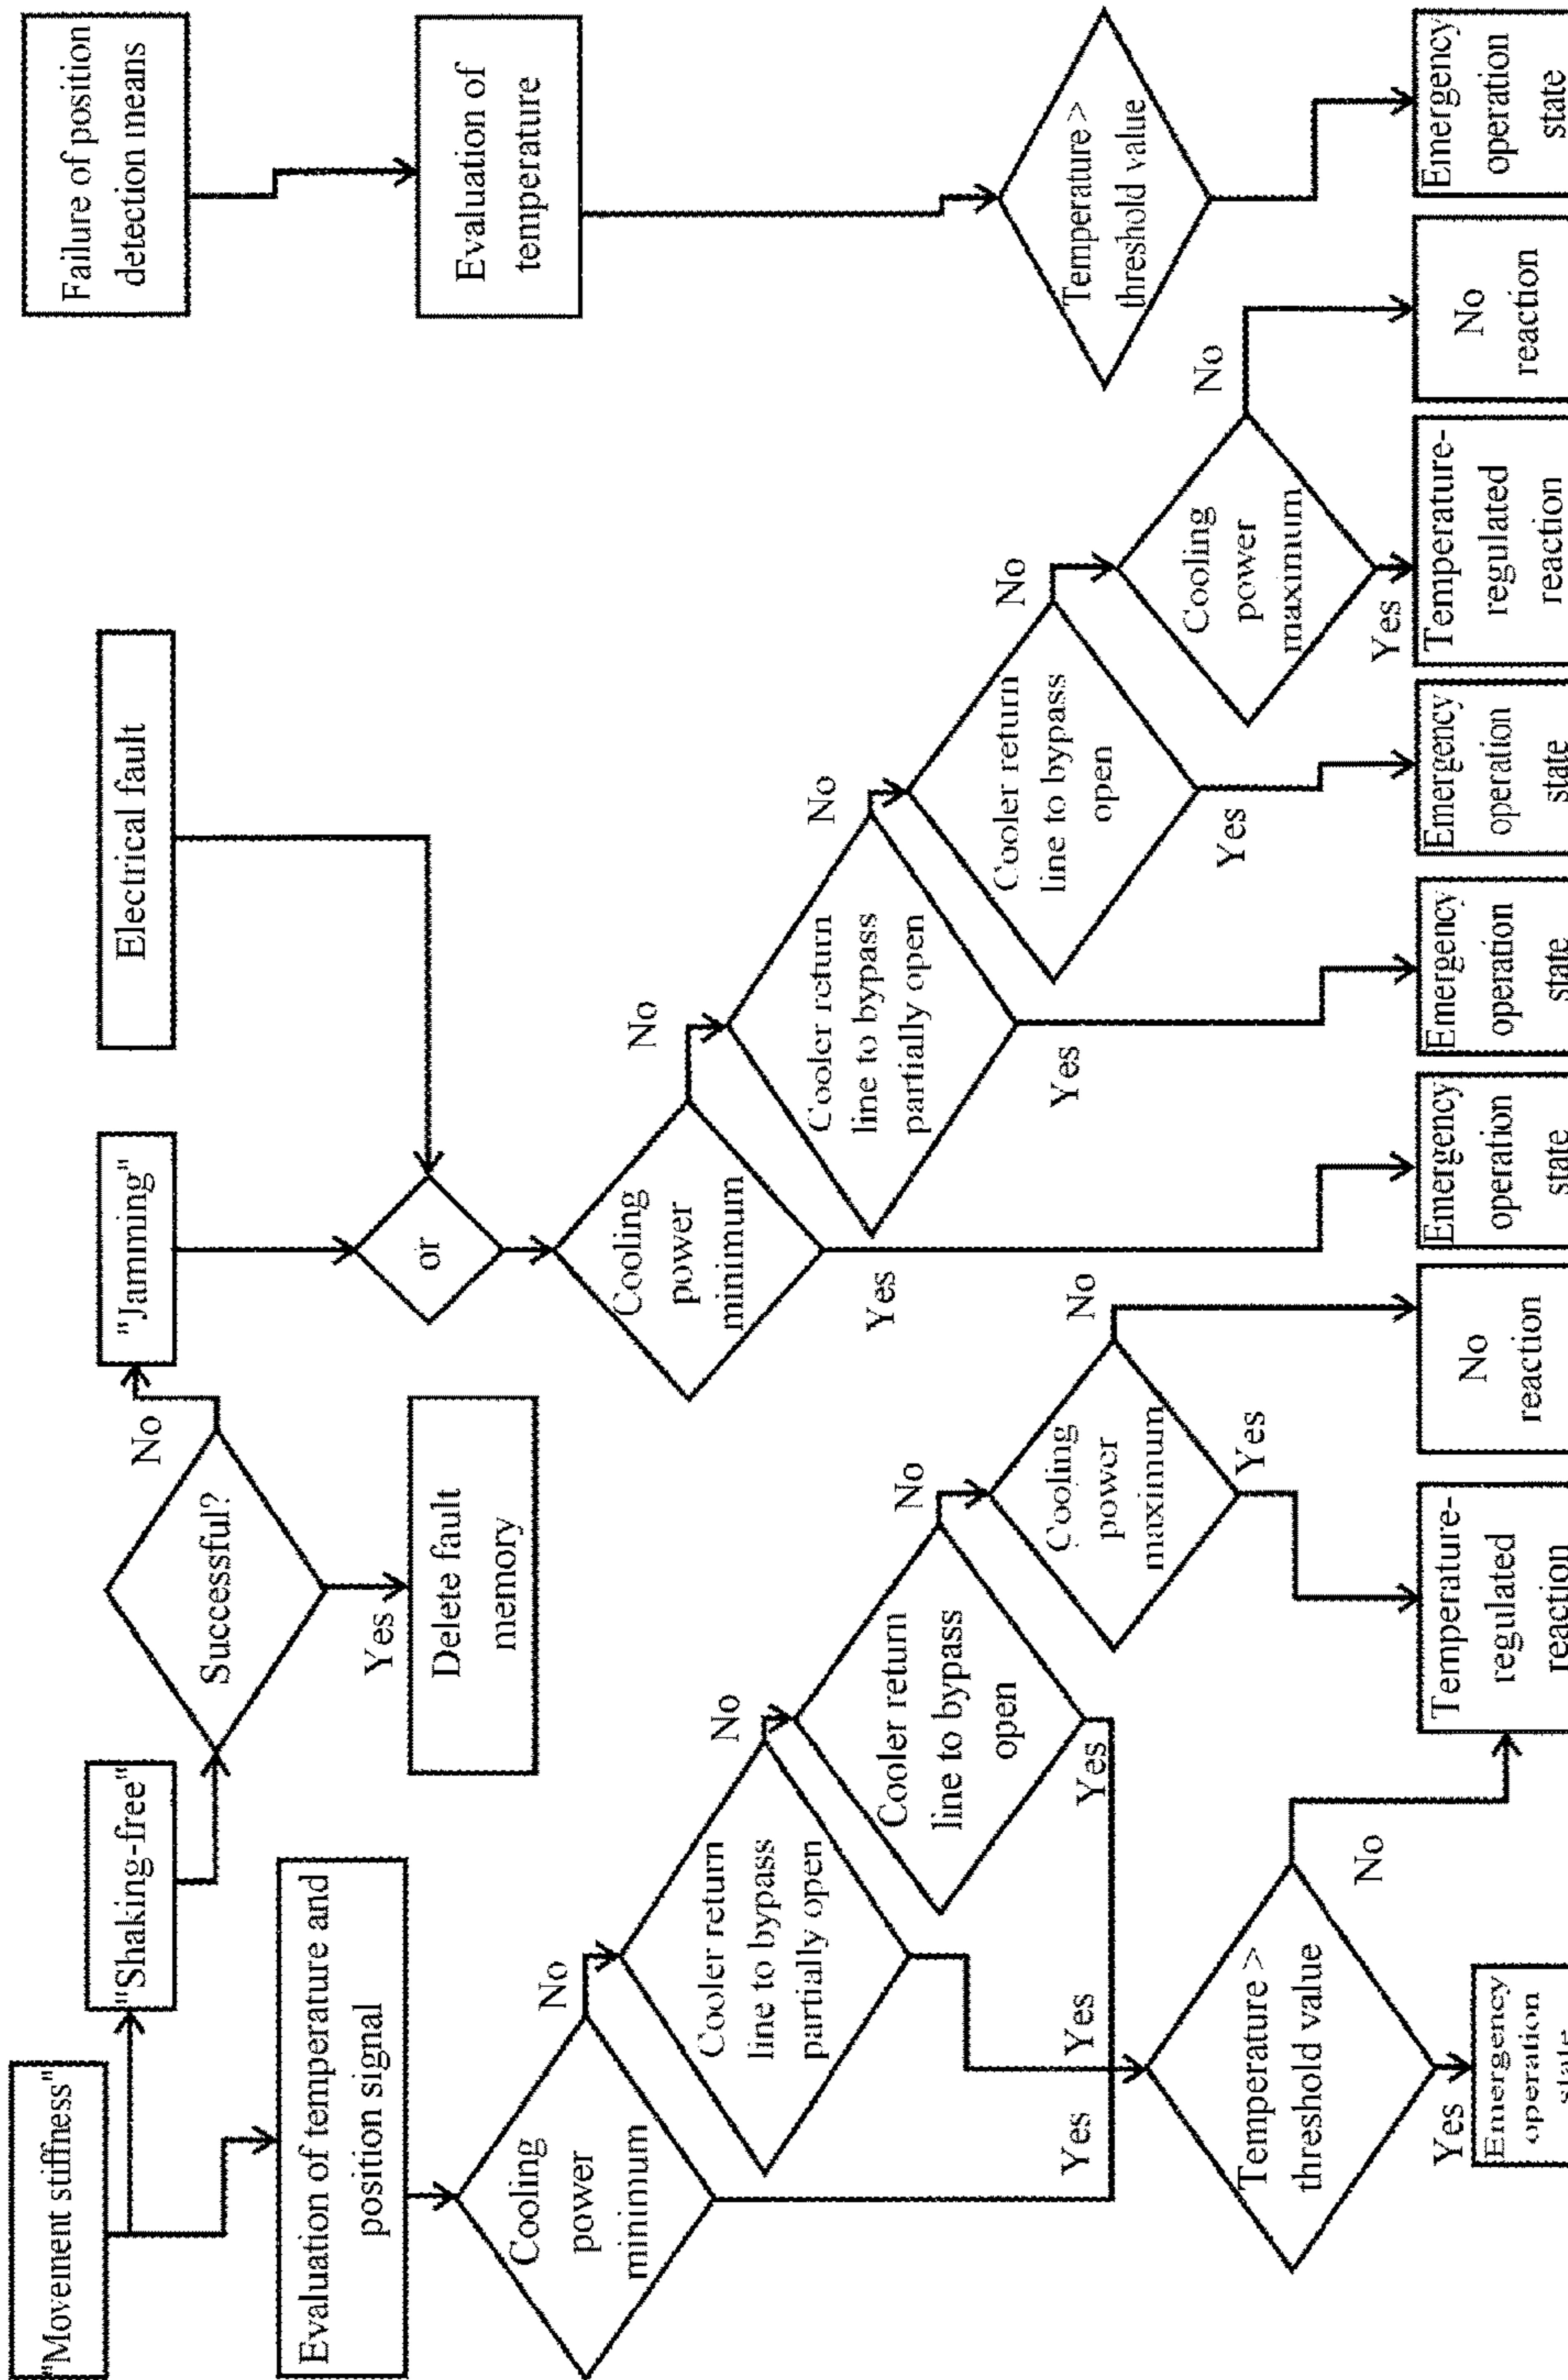 "Movement stiffness"
"Shaking-free"
Successful?
No
Yes
Delete fault
memory
"Jamming"
Electrical fault
or
Failure of position
detection means
Evaluation of
temperature
Evaluation of temperature and
position signal
Cooling
power
minimum
No
Yes
Cooler return
line to bypass
partially open
No
Yes
Cooler return
line to bypass
open
No
Yes
Cooling
power
maximum
No
Yes
Temperature >
threshold value
No
Yes
Emergency
operation
state
Temperature-
regulated
reaction
No
reaction
Cooling
power
minimum
No
Yes
Cooler return
line to bypass
partially open
No
Yes
Cooler return
line to bypass
open
No
Yes
Cooling
power
maximum
No
Yes
Temperature >
threshold value
Emergency
operation
state
Emergency
operation
state
Emergency
operation
state
Temperature-
regulated
reaction
No
reaction
Emergency
operation
state